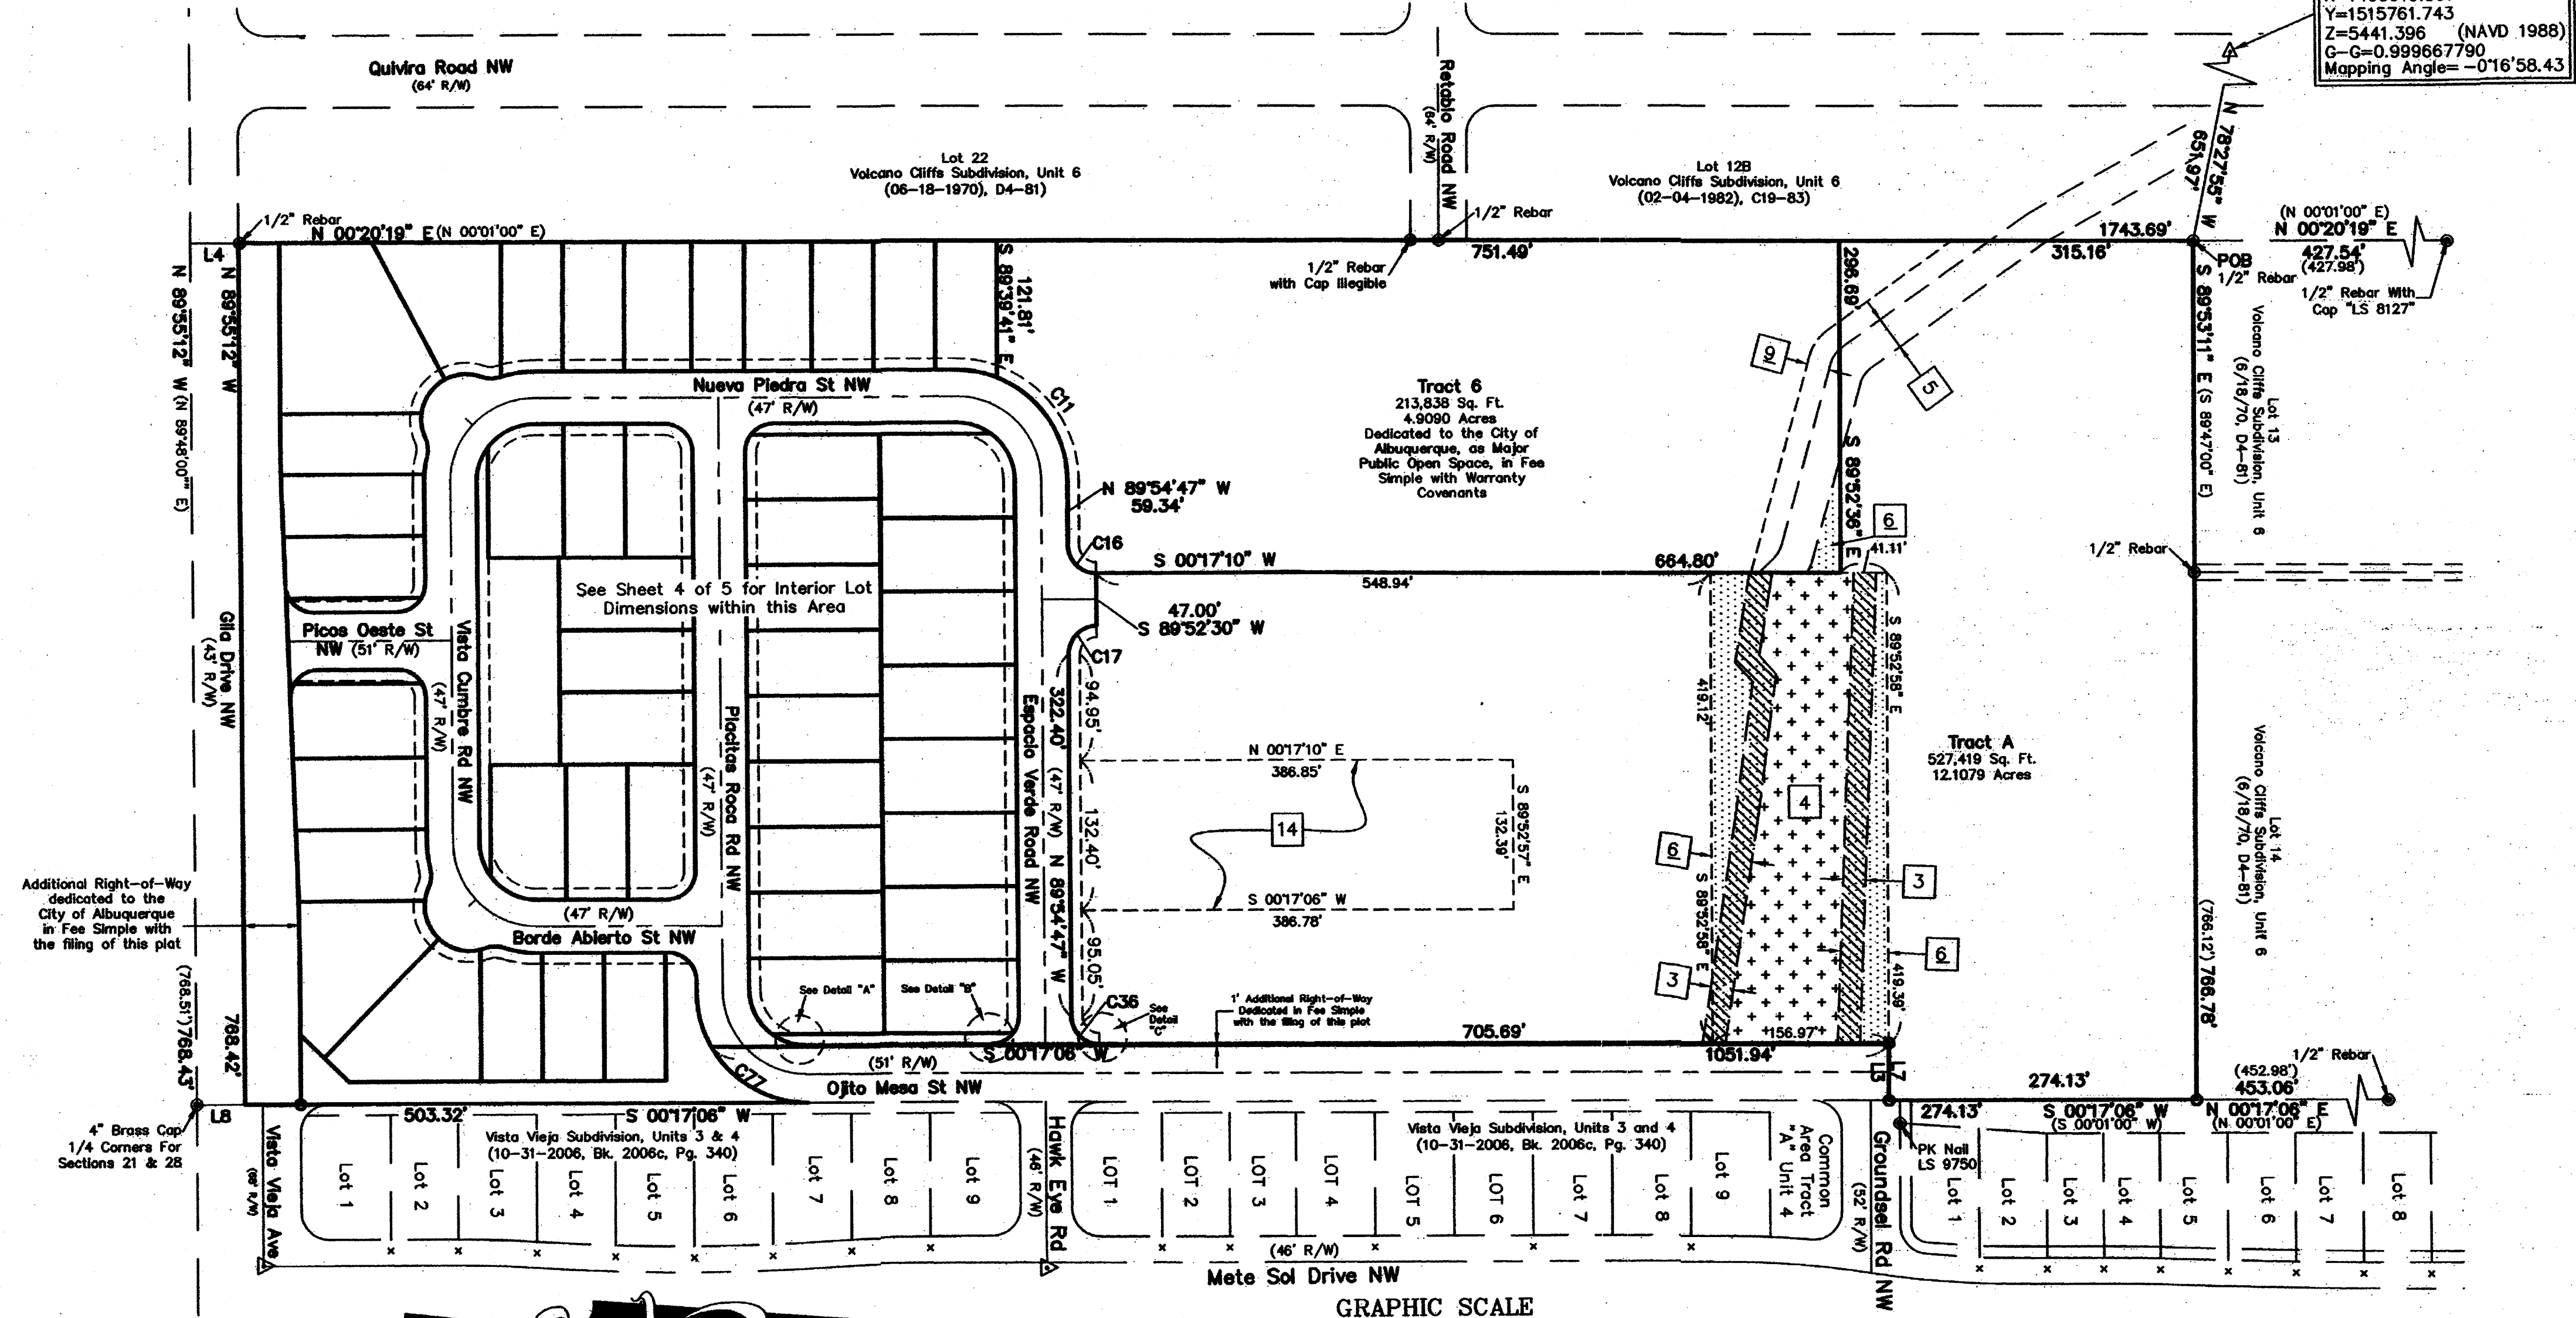 Y=1515761.743
Z=5441.396 (NAVD 1988)
G-G=0.999667790
Mapping Angle= -0°16'58.43
Quivira Road NW
(64' R/W)
Retablo Road NW
(64' R/W)
N 78°27'55" W
651.97'
Lot 22
Volcano Cliffs Subdivision, Unit 6
(06-18-1970), D4-81)
Lot 12B
Volcano Cliffs Subdivision, Unit 6
(02-04-1982), C19-83)
1/2" Rebar
N 00°20'19" E (N 00°01'00" E)
L4
1/2" Rebar
1/2" Rebar
with Cap Illegible
751.49'
1743.69'
315.16'
(N 00°01'00" E)
N 00°20'19" E
427.54'
(427.98')
POB
1/2" Rebar
1/2" Rebar With
Cap "LS 8127"
N 89°55'12" W (N 89°48'00"" E)
N 89°55'12" W
S 89°39'41" E
121.81'
296.69'
S 89°52'36" E
S 89°53'11" E (S 89°47'00" E)
Lot 13
Volcano Cliffs Subdivision, Unit 6
(6/18/70, D4-81)
9
5
Nueva Piedra St NW
(47' R/W)
C11
Tract 6
213,838 Sq. Ft.
4.9090 Acres
Dedicated to the City of
Albuquerque, as Major
Public Open Space, in Fee
Simple with Warranty
Covenants
N 89°54'47" W
59.34'
C16
6
41.11'
1/2" Rebar
S 00°17'10" W
664.80'
548.94'
See Sheet 4 of 5 for Interior Lot
Dimensions within this Area
47.00'
S 89°52'30" W
C17
Picos Oeste St
NW (51' R/W)
Gila Drive NW
(43' R/W)
Vista Cumbre Rd NW
(47' R/W)
Placitas Roca Rd NW
(47' R/W)
Espacio Verde Road NW
322.40' (47' R/W) N 89°54'47" W
94.95'
132.40'
95.05'
N 00°17'10" E
386.85'
14
S 89°52'57" E
132.39'
S 00°17'06" W
386.78'
419.12'
S 89°52'58" E
S 89°52'58" E
419.39'
4
6
3
6
3
Tract A
527,419 Sq. Ft.
12.1079 Acres
Lot 14
Volcano Cliffs Subdivision, Unit 6
(6/18/70, D4-81)
(766.12') 766.78'
Additional Right-of-Way
dedicated to the
City of Albuquerque
in Fee Simple with
the filing of this plat
(768.51') 768.43'
768.42'
(47' R/W)
Borde Abierto St NW
See Detail "A"
See Detail "B"
C36
See
Detail
"C"
1' Additional Right-of-Way
Dedicated in Fee Simple
with the filing of this plat
705.69'
156.97'
S 00°17'06" W
1051.94'
(51' R/W)
C77
Ojito Mesa St NW
L7
L3
274.13'
1/2" Rebar
(452.98')
453.06'
L8
503.32'
S 00°17'06" W
274.13'
S 00°17'06" W
(S 00°01'00" W)
N 00°17'06" E
(N 00°01'00" E)
4" Brass Cap
1/4 Corners For
Sections 21 & 28
Vista Vieja Subdivision, Units 3 & 4
(10-31-2006, Bk. 2006c, Pg. 340)
Vista Vieja Subdivision, Units 3 and 4
(10-31-2006, Bk. 2006c, Pg. 340)
PK Nail
LS 9750
Vista Vieja Ave
Lot 1
Lot 2
Lot 3
Lot 4
Lot 5
Lot 6
Lot 7
Lot 8
Lot 9
Hawk Eye Rd
(46' R/W)
LOT 1
LOT 2
LOT 3
LOT 4
LOT 5
LOT 6
Lot 7
Lot 8
Lot 9
Common
Area Tract
"A" Unit 4
Groundsel Rd NW
(52' R/W)
Lot 1
Lot 2
Lot 3
Lot 4
Lot 5
Lot 6
Lot 7
Lot 8
(46' R/W)
Mete Sol Drive NW
GRAPHIC SCALE